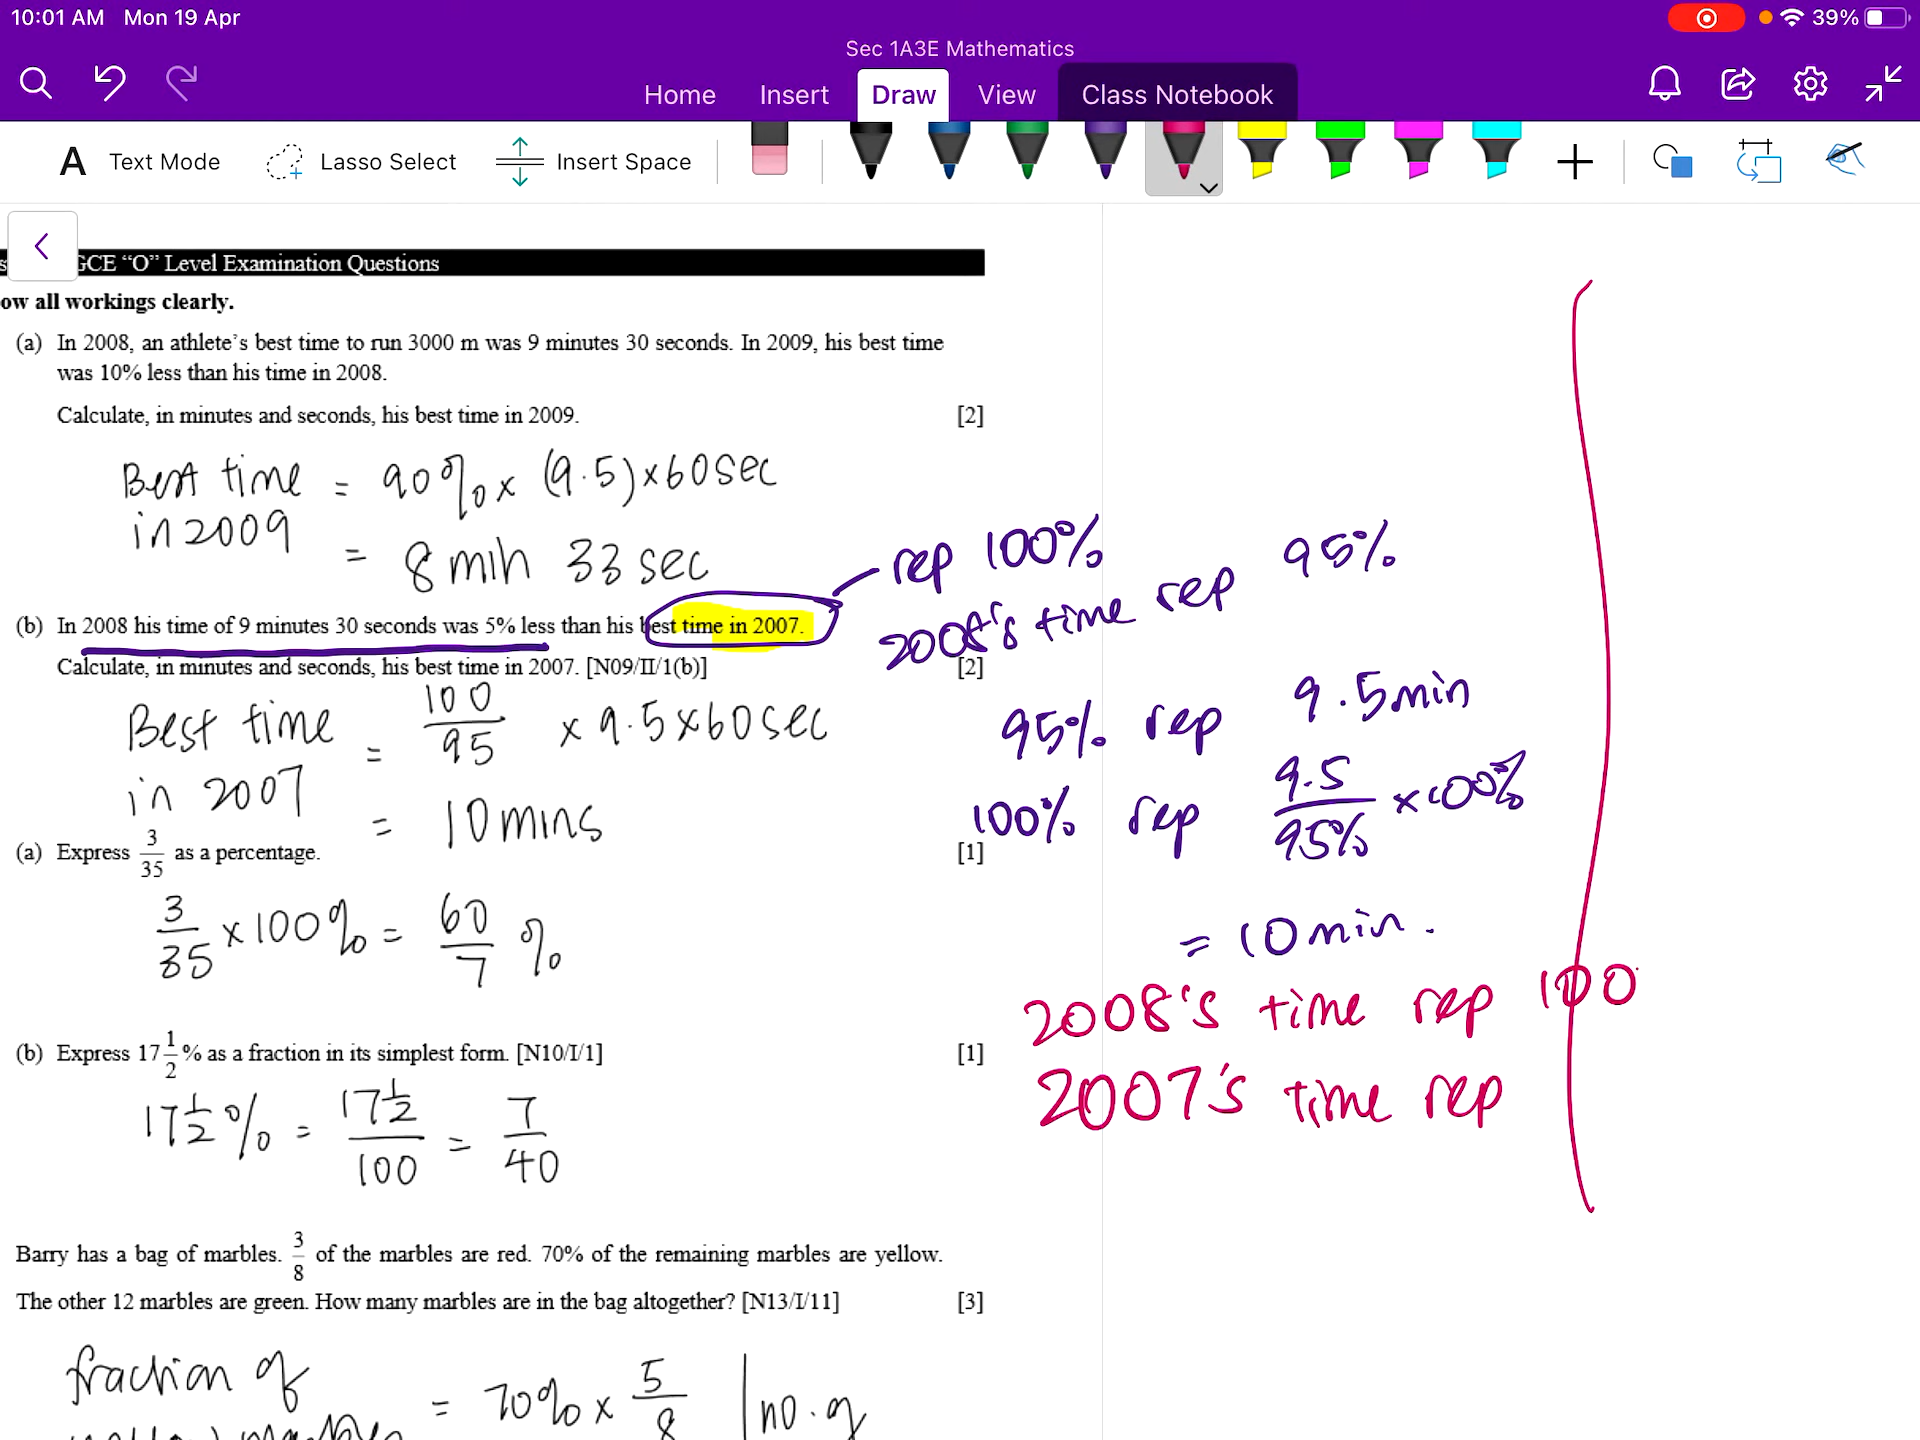 10:01 AM Mon 19 Apr 39%
Sec 1A3E Mathematics
Home Insert Draw View Class Notebook
A Text Mode Lasso Select Insert Space
GCE “O” Level Examination Questions
ow all workings clearly.
(a) In 2008, an athlete’s best time to run 3000 m was 9 minutes 30 seconds. In 2009, his best time
was 10% less than his time in 2008.
Calculate, in minutes and seconds, his best time in 2009. [2]
Best time = 90% x (9.5)x60sec
in 2009
= 8 min 33 sec
rep 100%
2008's time rep 95%
(b) In 2008 his time of 9 minutes 30 seconds was 5% less than his best time in 2007.
Calculate, in minutes and seconds, his best time in 2007. [N09/II/1(b)] [2]
Best time in 2007 = 100/95 x 9.5x60sec
= 10 mins
95% rep 9.5min
100% rep 9.5/95% x100%
= 10 min.
2008's time rep 100
2007's time rep
(a) Express 3/35 as a percentage. [1]
3/35 x 100% = 60/7 %
(b) Express 17 1/2 % as a fraction in its simplest form. [N10/I/1] [1]
17 1/2 % = 17 1/2 / 100 = 7/40
Barry has a bag of marbles. 3/8 of the marbles are red. 70% of the remaining marbles are yellow.
The other 12 marbles are green. How many marbles are in the bag altogether? [N13/I/11] [3]
fraction of
= 70% x 5/8 no. of